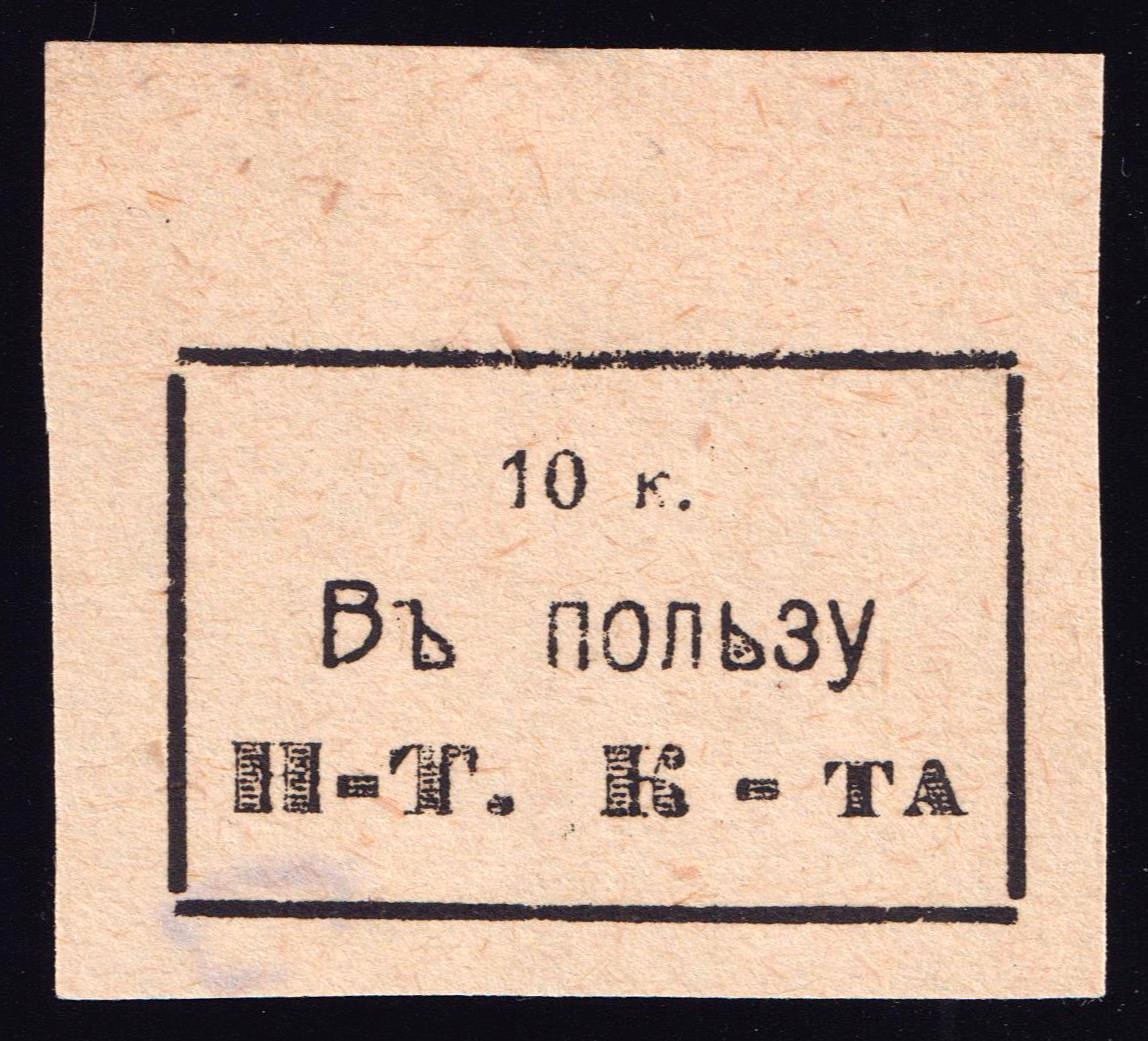 10 к.
Въ пользу
Н-Т. К-та